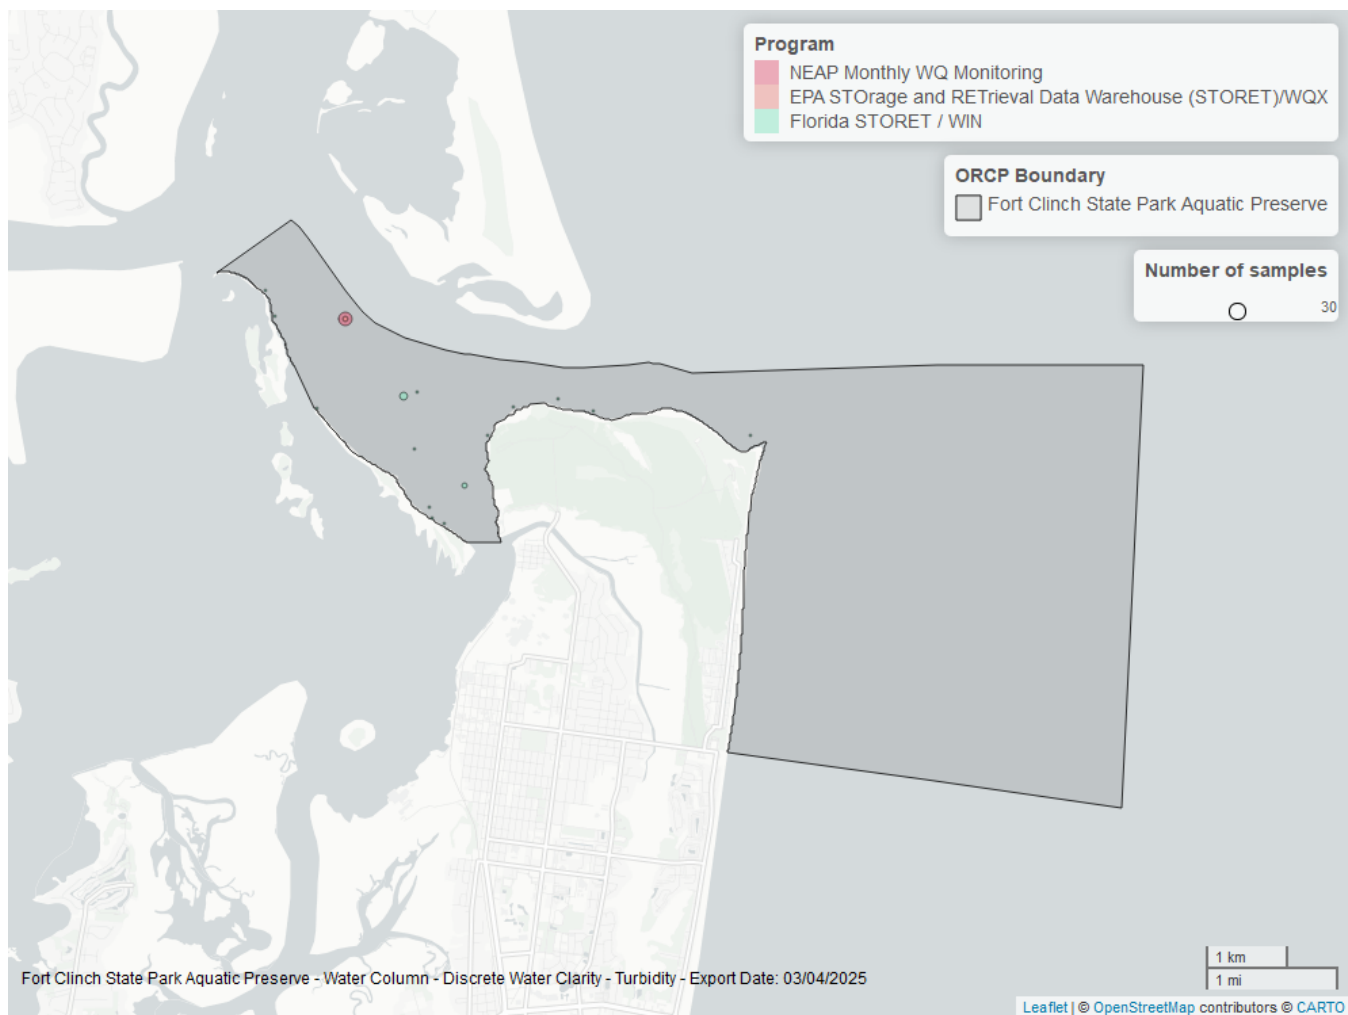 Program
NEAP Monthly WQ Monitoring
EPA STOrage and RETrieval Data Warehouse (STORET)/WQX
Florida STORET / WIN
ORCP Boundary
Fort Clinch State Park Aquatic Preserve
Number of samples
30
1 km
1 mi
Fort Clinch State Park Aquatic Preserve - Water Column - Discrete Water Clarity - Turbidity - Export Date: 03/04/2025
Leaflet | © OpenStreetMap contributors © CARTO